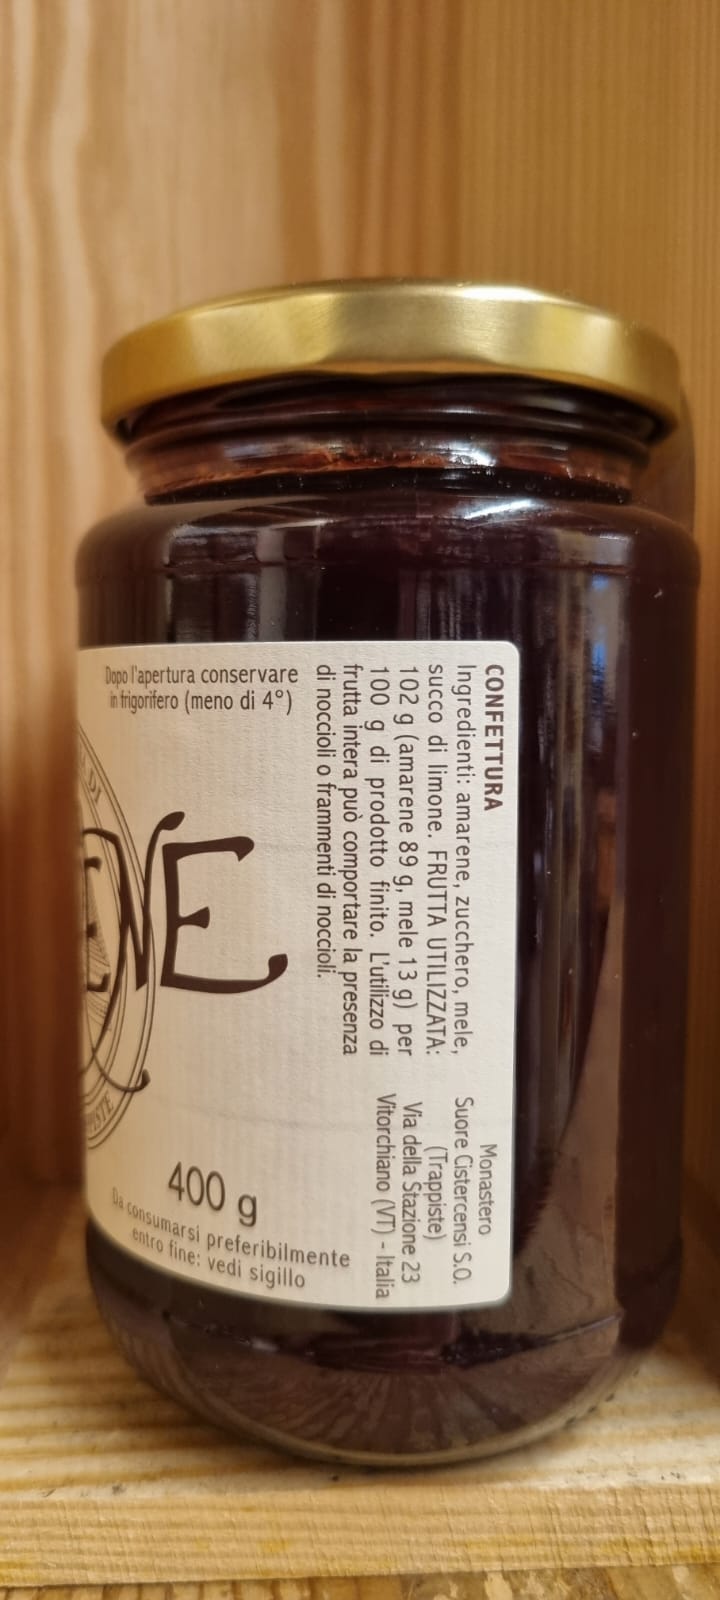 Dopo l'apertura conservare
in frigorifero (meno di 4°)
NE
400 g
Da consumarsi preferibilmente
entro fine: vedi sigillo
CONFETTURA
Ingredienti: amarene, zucchero, mele,
succo di limone. FRUTTA UTILIZZATA:
102 g (amarene 89 g, mele 13 g) per
100 g di prodotto finito. L'utilizzo di
frutta intera può comportare la presenza
di noccioli o frammenti di noccioli.
Monastero
Suore Cistercensi S.O.
(Trappiste)
Via della Stazione 23
Vitorchiano (VT) - Italia